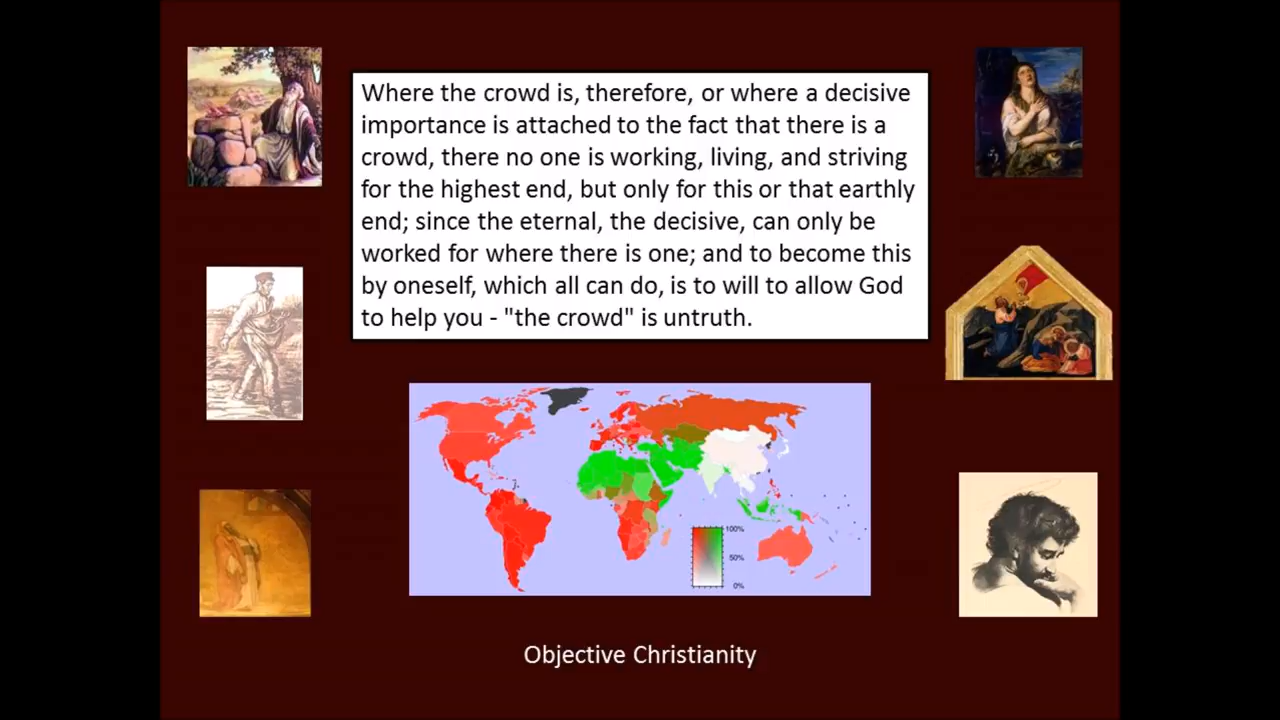 Where the crowd is, therefore, or where a decisive
importance is attached to the fact that there is a
crowd, there no one is working, living, and striving
for the highest end, but only for this or that earthly
end; since the eternal, the decisive, can only be
worked for where there is one; and to become this
by oneself, which all can do, is to will to allow God
to help you - "the crowd" is untruth.
100%
50%
0%
Objective Christianity